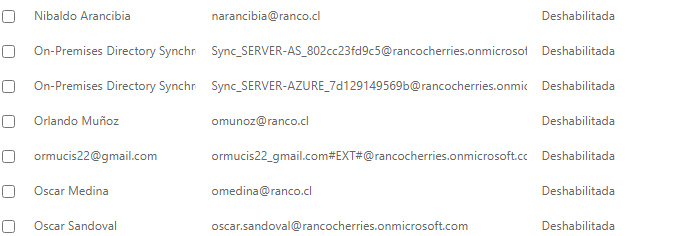 Nibaldo Arancibia narancibia@ranco.cl Deshabilitada
On-Premises Directory Synchr Sync_SERVER-AS_802cc23fd9c5@rancocherries.onmicrosoft Deshabilitada
On-Premises Directory Synchr Sync_SERVER-AZURE_7d129149569b@rancocherries.onmic Deshabilitada
Orlando Muñoz omunoz@ranco.cl Deshabilitada
ormucis22@gmail.com ormucis22_gmail.com#EXT#@rancocherries.onmicrosoft.cc Deshabilitada
Oscar Medina omedina@ranco.cl Deshabilitada
Oscar Sandoval oscar.sandoval@rancocherries.onmicrosoft.com Deshabilitada